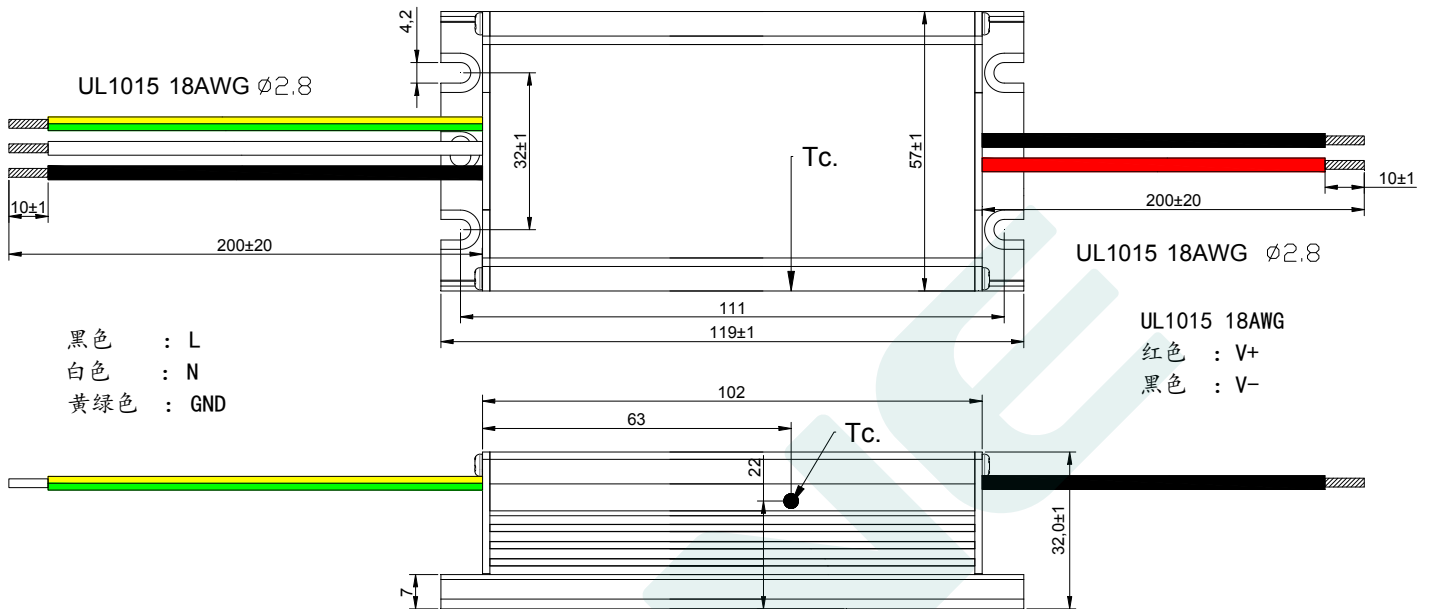 4,2
UL1015 18AWG Ø2,8
32±1
57±1
Tc.
10±1
200±20
10±1
200±20
UL1015 18AWG Ø2,8
111
119±1
黑色 : L
白色 : N
黄绿色 : GND
UL1015 18AWG
红色 : V+
黑色 : V-
102
63
Tc.
22
32,0±1
7